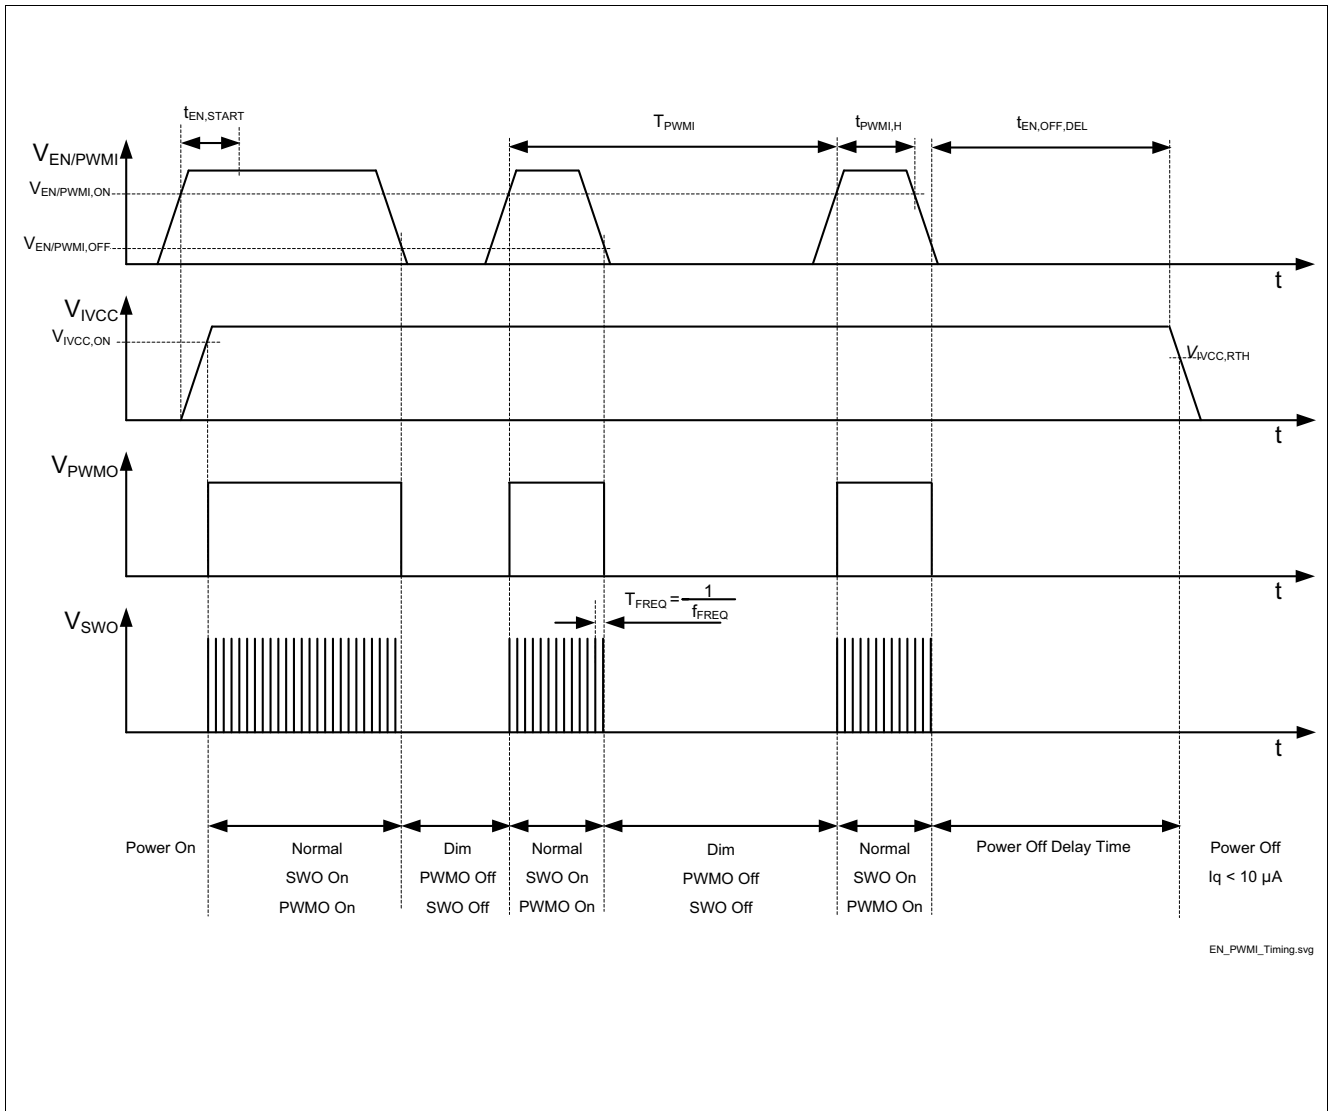 tEN,START
TPWMI
tPWMI,H
tEN,OFF,DEL
VEN/PWMI
VEN/PWMI,ON
VEN/PWMI,OFF
t
VIVCC
VIVCC,ON
VIVCC,RTH
t
VPWMO
t
TFREQ = 1
fFREQ
VSWO
t
Power On
Normal
SWO On
PWMO On
Dim
PWMO Off
SWO Off
Normal
SWO On
PWMO On
Dim
PWMO Off
SWO Off
Normal
SWO On
PWMO On
Power Off Delay Time
Power Off
Iq < 10 µA
EN_PWMI_Timing.svg